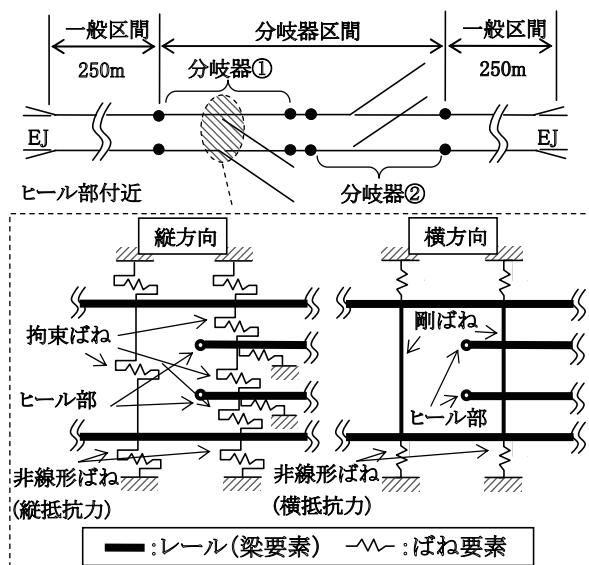 一般区間 分岐器区間 一般区間
250m 分岐器① 250m
EJ EJ
ヒール部付近 分岐器②
縦方向 横方向
拘束ばね 剛ばね
ヒール部 ヒール部
非線形ばね 非線形ばね
(縦抵抗力) (横抵抗力)
:レール(梁要素) :ばね要素